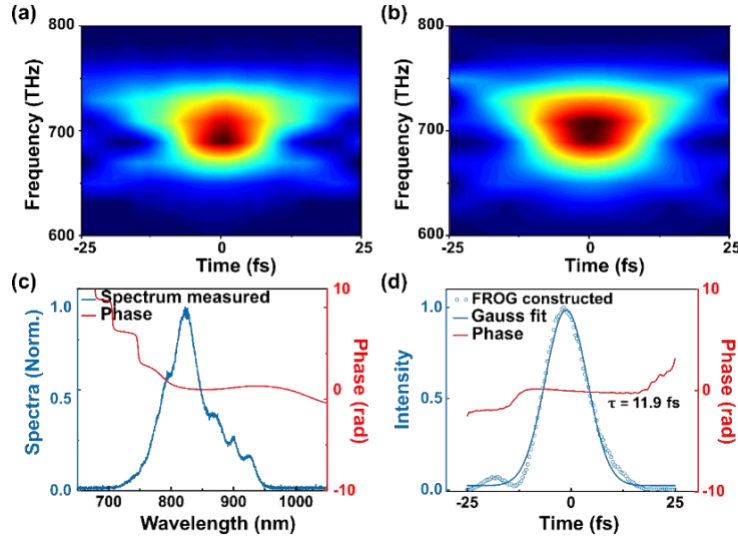 (a)
800
700
600
Frequency (THz)
-25
0
25
Time (fs)
(b)
800
700
600
Frequency (THz)
-25
0
25
Time (fs)
(c)
1.0
0.5
0.0
Spectra (Norm.)
Spectrum measured
Phase
10
0
-10
Phase (rad)
700
800
900
1000
Wavelength (nm)
(d)
1.0
0.5
0.0
Intensity
FROG constructed
Gauss fit
Phase
τ = 11.9 fs
10
0
-10
Phase (rad)
-25
0
25
Time (fs)